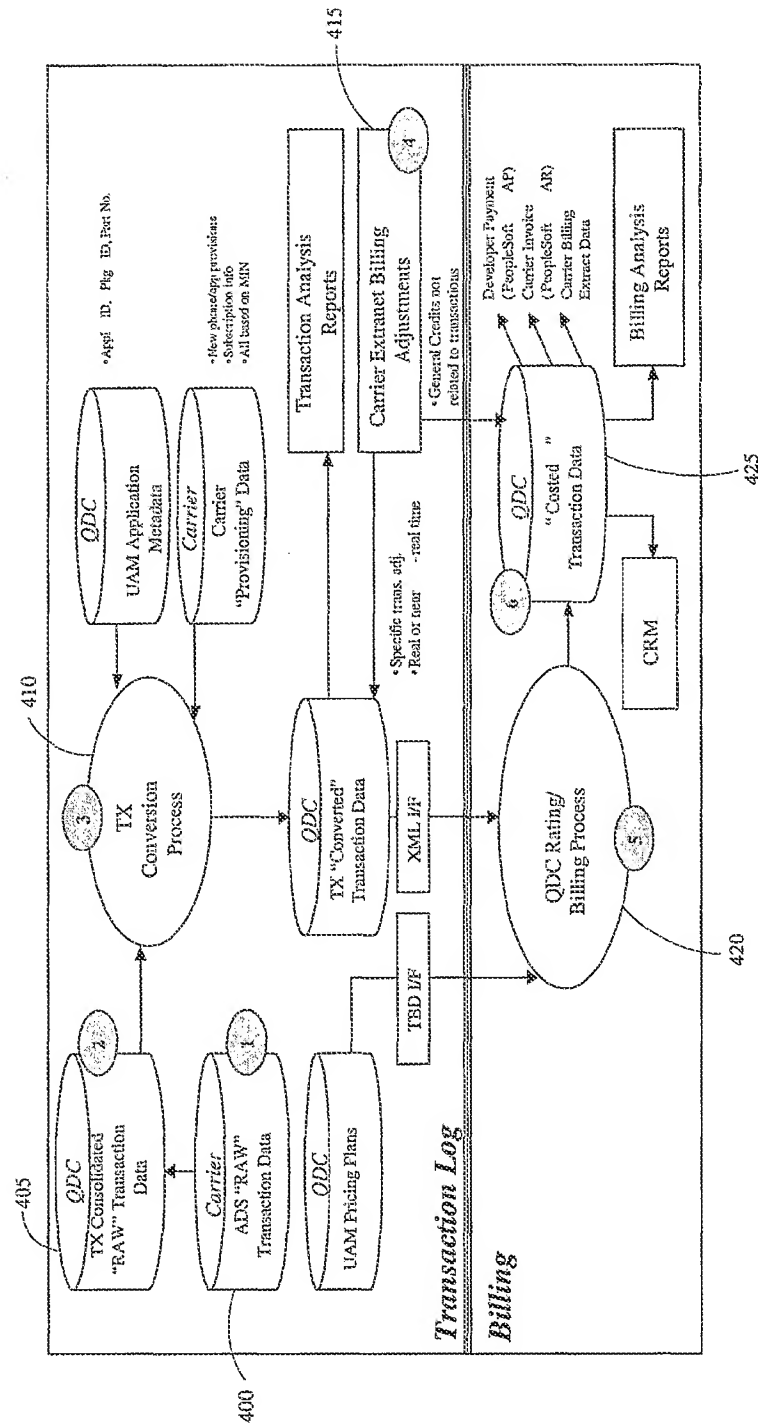 405
QDC
TX Consolidated
"RAW" Transaction
Data
2
Carrier
ADS "RAW"
Transaction Data
1
400
QDC
UAM Pricing Plans
TBD I/F
410
3
TX
Conversion
Process
QDC
UAM Application
Metadata
•Appl ID, Pkg ID, Part No.
Carrier
Carrier
"Provisioning" Data
•New phone/app provisions
•Subscription Info
•All based on MIN
QDC
TX "Converted"
Transaction Data
XML I/F
Transaction Analysis
Reports
Carrier Extranet Billing
Adjustments
4
415
• Specific trans. adj.
• Real or near -real time
• General Credits not
related to transactions
Transaction Log
Billing
QDC Rating/
Billing Process
5
420
6
QDC
"Costed "
Transaction Data
425
Developer Payment
(PeopleSoft AP)
Carrier Invoice
(PeopleSoft AR)
Carrier Billing
Extract Data
CRM
Billing Analysis
Reports